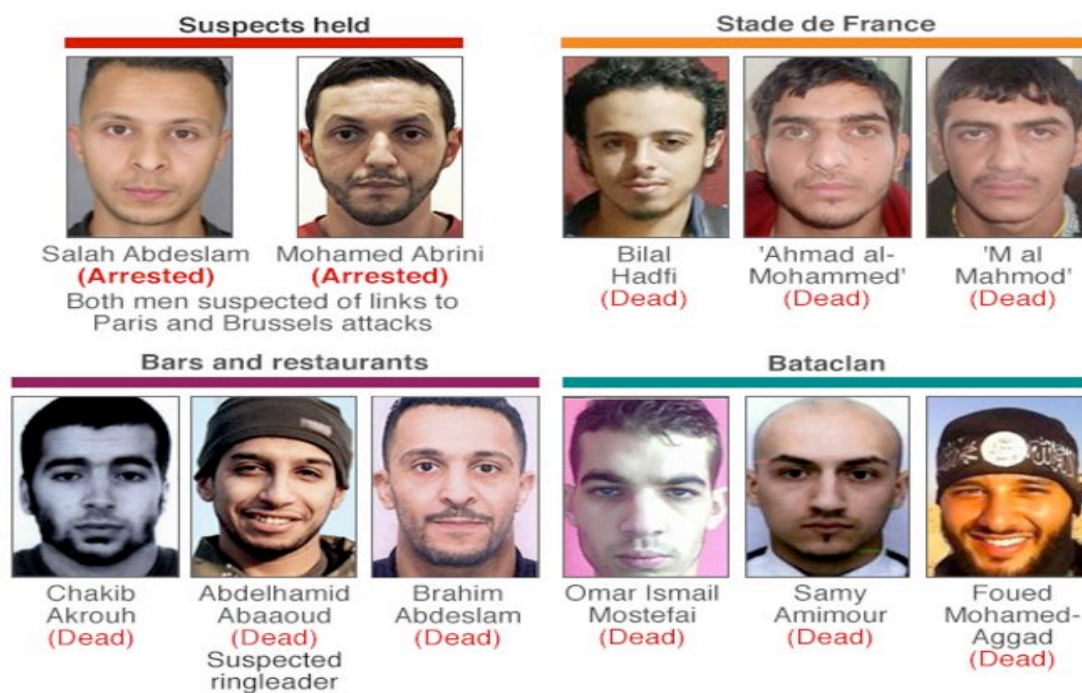 Suspects held
Salah Abdeslam
(Arrested)
Mohamed Abrini
(Arrested)
Both men suspected of links to
Paris and Brussels attacks
Stade de France
Bilal
Hadfi
(Dead)
'Ahmad al-
Mohammed'
(Dead)
'M al
Mahmod'
(Dead)
Bars and restaurants
Chakib
Akrouh
(Dead)
Abdelhamid
Abaaoud
(Dead)
Suspected
ringleader
Brahim
Abdeslam
(Dead)
Bataclan
Omar Ismail
Mostefai
(Dead)
Samy
Amimour
(Dead)
Foued
Mohamed-
Aggad
(Dead)